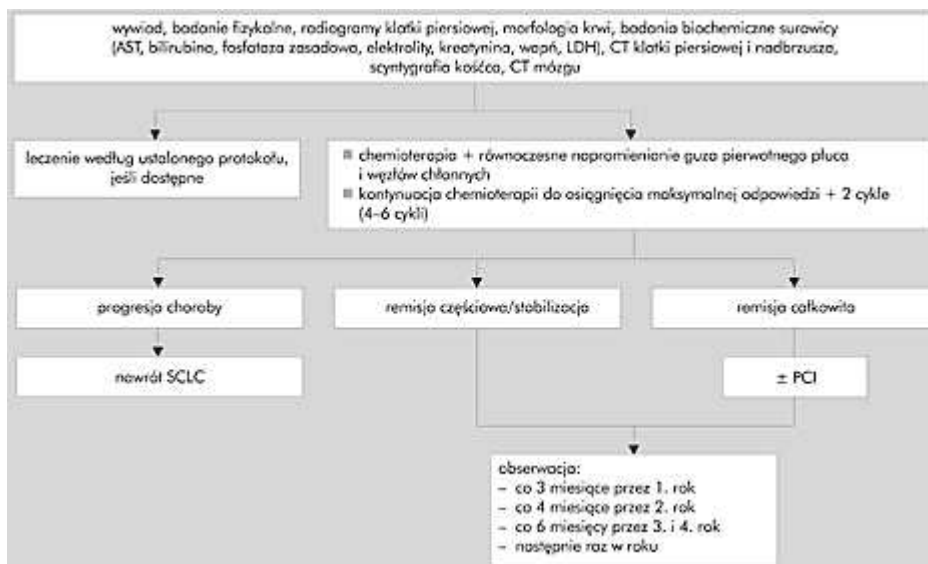 wywiad, badanie fizykalne, radiogramy klatki piersiowej, morfologia krwi, badania biochemiczne surowicy
(AST, bilirubina, fosfataza zasadowa, elektrolity, kreatynina, wapń, LDH), CT klatki piersiowej i nadbrzusza,
scyntygrafia kośćca, CT mózgu
leczenie według ustalonego protokołu,
jeśli dostępne
■ chemioterapia + równoczesne napromienianie guza pierwotnego płuca
i węzłów chłonnych
■ kontynuacja chemioterapii do osiągnięcia maksymalnej odpowiedzi + 2 cykle
(4–6 cykli)
progresja choroby
remisja częściowa/stabilizacja
remisja całkowita
nawrót SCLC
± PCI
obserwacja:
– co 3 miesiące przez 1. rok
– co 4 miesiące przez 2. rok
– co 6 miesięcy przez 3. i 4. rok
– następnie raz w roku